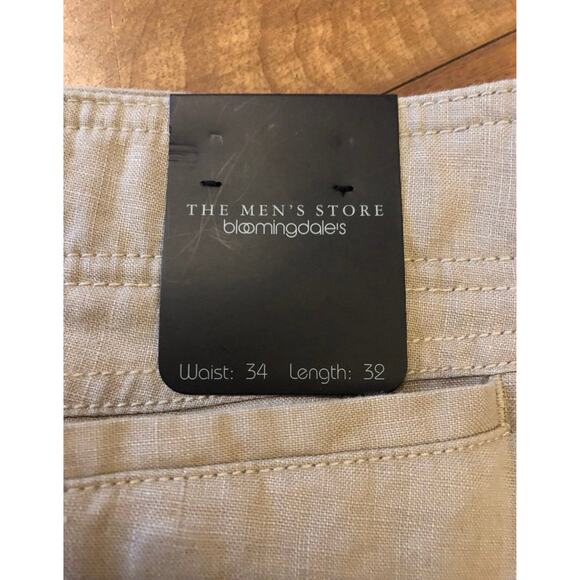 THE MEN'S STORE
bloomingdale's
Waist: 34 Length: 32